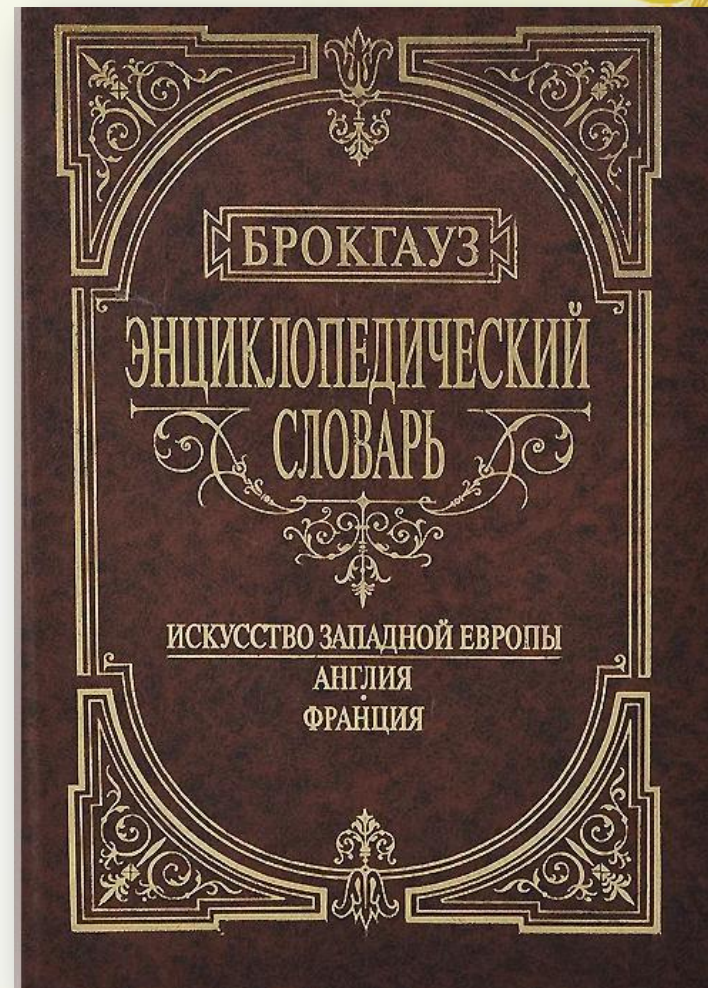 БРОКГАУЗ
ЭНЦИКЛОПЕДИЧЕСКИЙ
СЛОВАРЬ
ИСКУССТВО ЗАПАДНОЙ ЕВРОПЫ
АНГЛИЯ
·
ФРАНЦИЯ